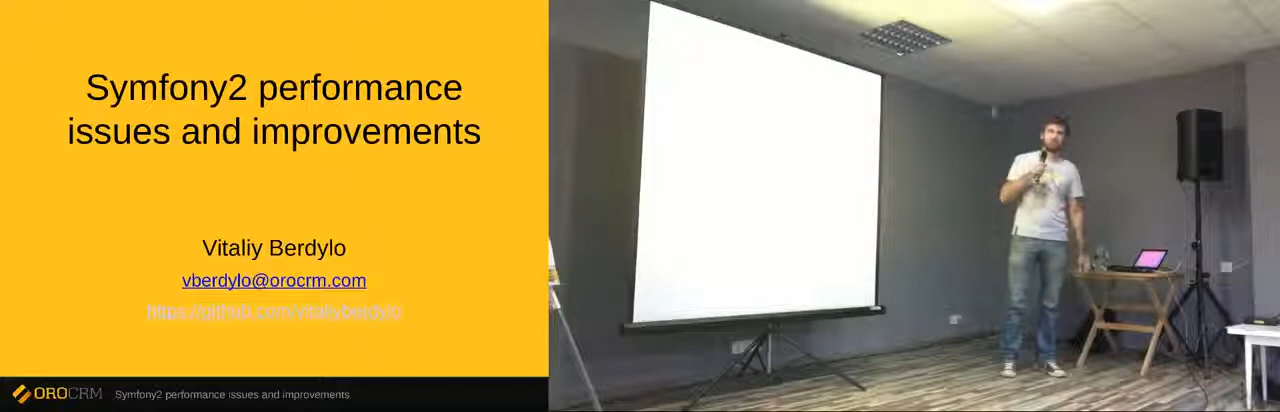 Symfony2 performance
issues and improvements
Vitaliy Berdylo
vberdylo@orocrm.com
https://github.com/vitaliyberdylo
OROCRM Symfony2 performance issues and improvements